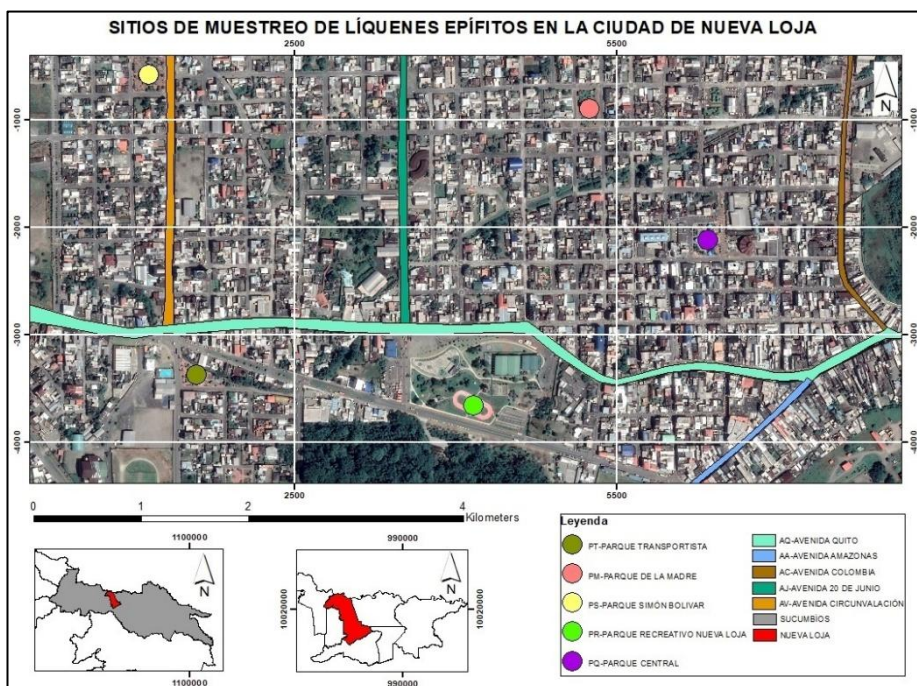 SITIOS DE MUESTREO DE LÍQUENES EPÍFITOS EN LA CIUDAD DE NUEVA LOJA
2500
5500
N
-1000
-1000
-2000
-2000
-3000
-3000
-4000
-4000
2500
5500
0
1
2
4
Kilometers
1100000
N
1100000
990000
N
10020000
10020000
990000
Leyenda
PT-PARQUE TRANSPORTISTA
PM-PARQUE DE LA MADRE
PS-PARQUE SIMÓN BOLIVAR
PR-PARQUE RECREATIVO NUEVA LOJA
PQ-PARQUE CENTRAL
AQ-AVENIDA QUITO
AA-AVENIDA AMAZONAS
AC-AVENIDA COLOMBIA
AJ-AVENIDA 20 DE JUNIO
AV-AVENIDA CIRCUNVALACIÓN
SUCUMBÍOS
NUEVA LOJA